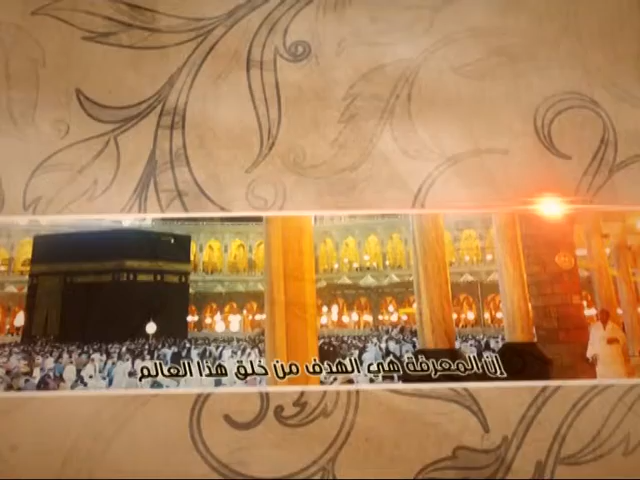 إن المعرفة هي الهدف من خلق هذا العالم